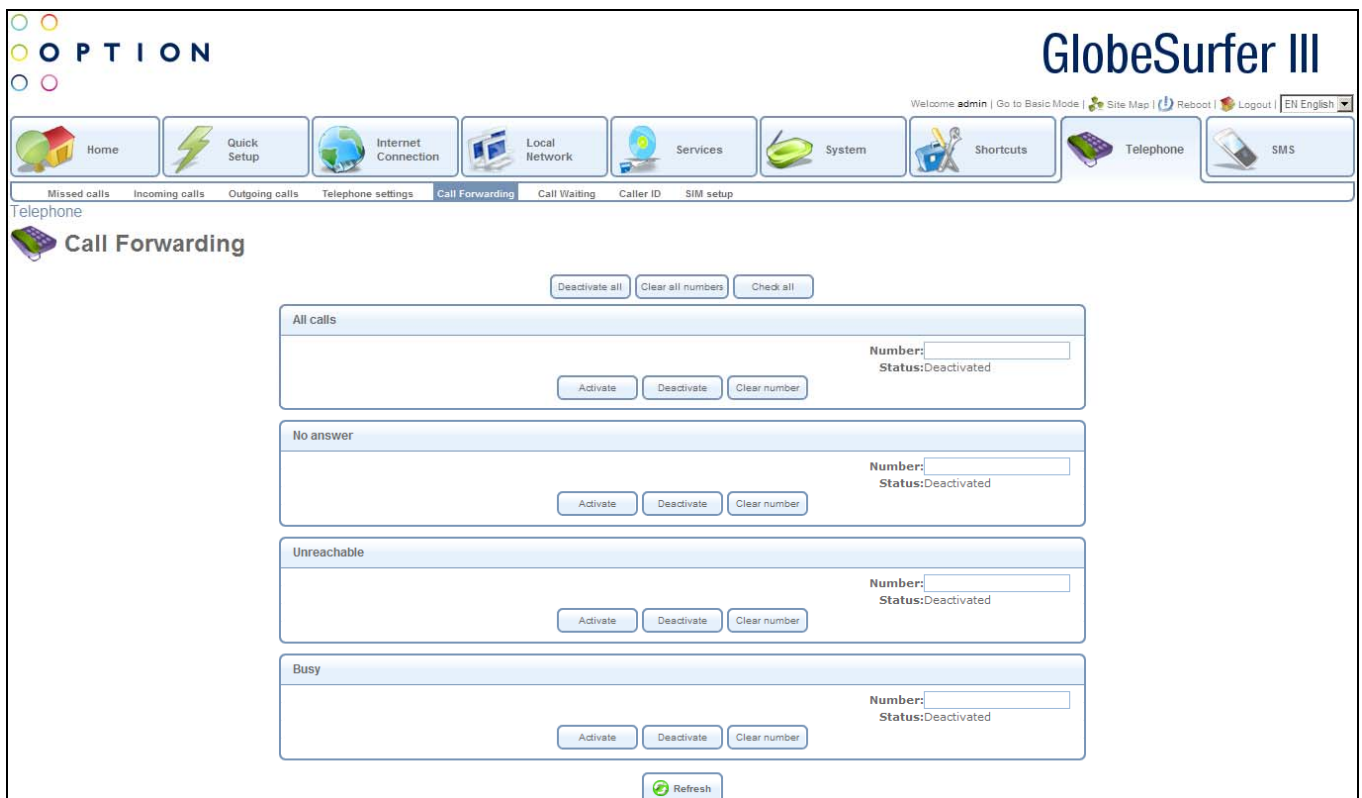 OPTION
GlobeSurfer III
Welcome admin | Go to Basic Mode | Site Map | Reboot | Logout | EN English
Home
Quick Setup
Internet Connection
Local Network
Services
System
Shortcuts
Telephone
SMS
Missed calls Incoming calls Outgoing calls Telephone settings Call Forwarding Call Waiting Caller ID SIM setup
Telephone
Call Forwarding
Deactivate all Clear all numbers Check all
All calls
Number:
Status:Deactivated
Activate Deactivate Clear number
No answer
Number:
Status:Deactivated
Activate Deactivate Clear number
Unreachable
Number:
Status:Deactivated
Activate Deactivate Clear number
Busy
Number:
Status:Deactivated
Activate Deactivate Clear number
Refresh